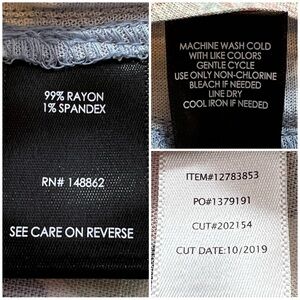 99% RAYON
1% SPANDEX
RN# 148862
SEE CARE ON REVERSE
MACHINE WASH COLD
WITH LIKE COLORS
GENTLE CYCLE
USE ONLY NON-CHLORINE
BLEACH IF NEEDED
LINE DRY
COOL IRON IF NEEDED
ITEM#12783853
PO#1379191
CUT#202154
CUT DATE:10/2019